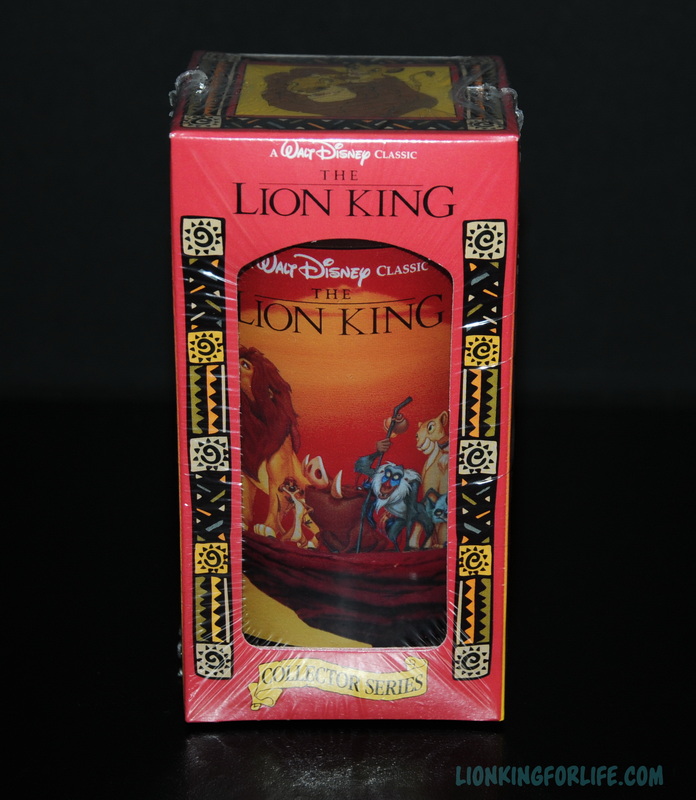 A WALT DISNEY CLASSIC
THE
LION KING
WALT DISNEY CLASSIC
THE
LION KING
COLLECTOR SERIES
LIONKINGFORLIFE.COM